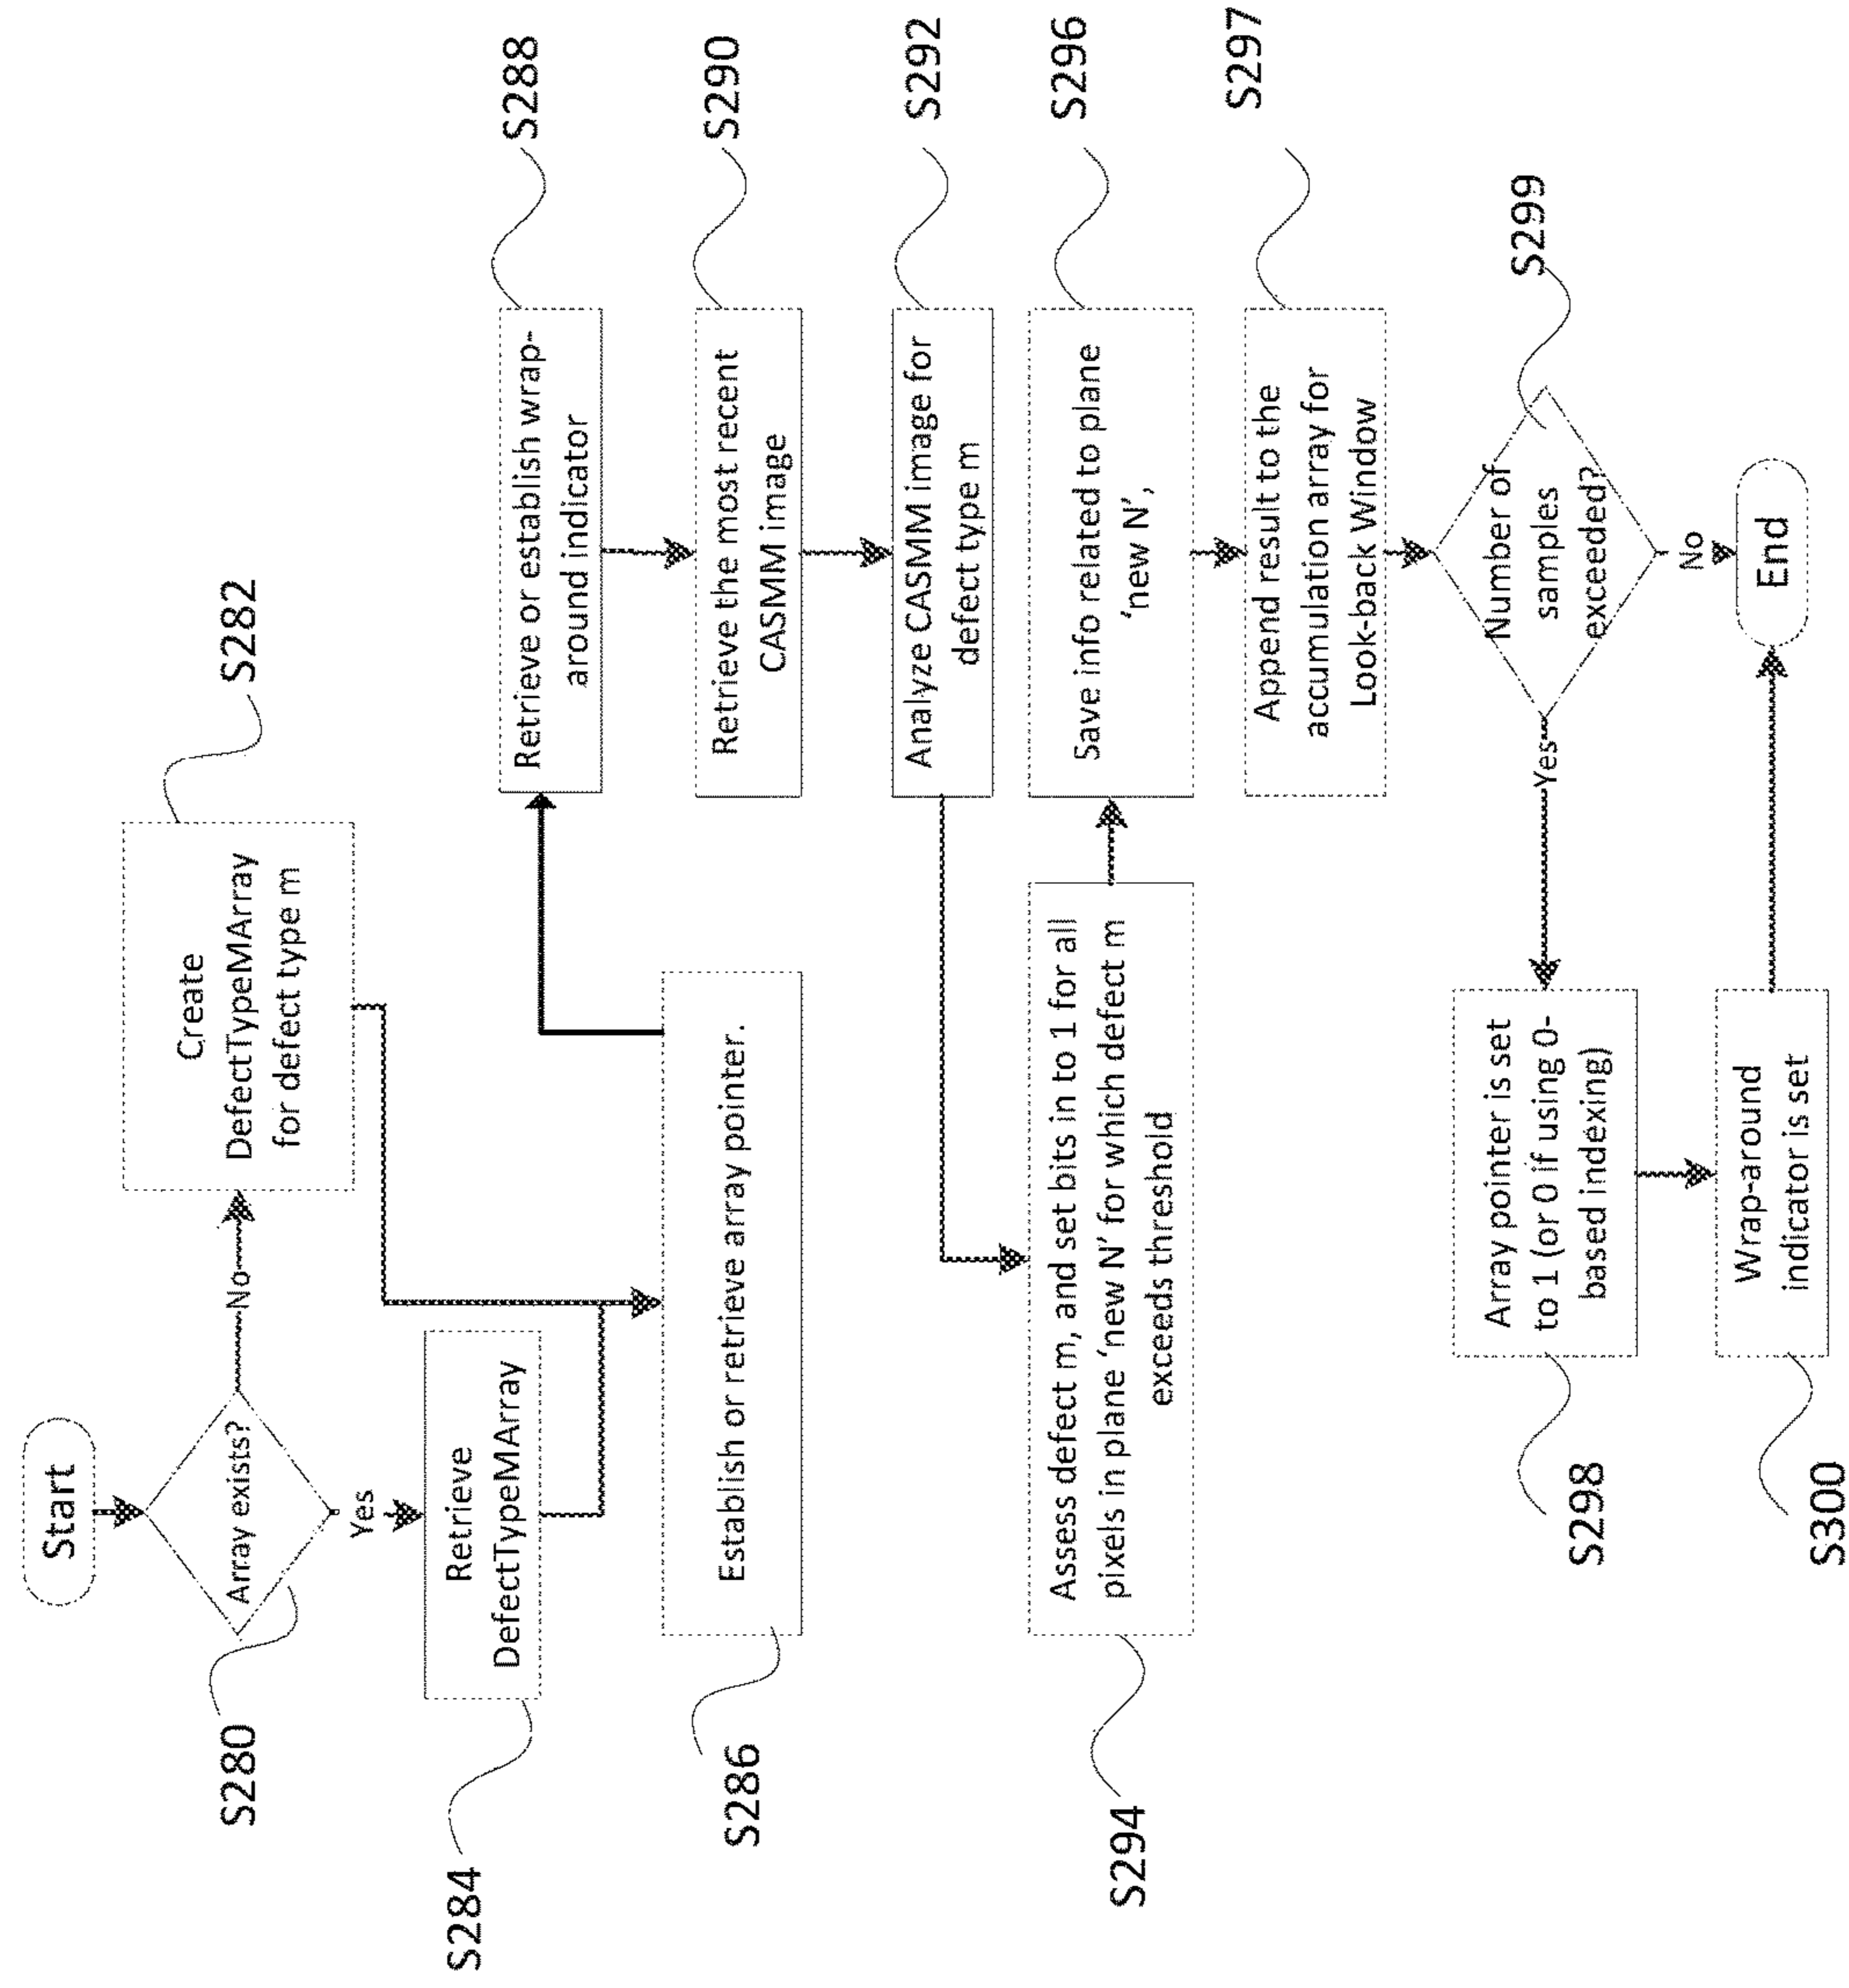 Start
Array exists?
S280
No
Create
DefectTypeMArray
for defect type m
S282
Yes
Retrieve
DefectTypeMArray
S284
Establish or retrieve array pointer.
S286
Retrieve or establish wrap-
around indicator
S288
Retrieve the most recent
CASMM image
S290
Analyze CASMM image for
defect type m
S292
Assess defect m, and set bits in to 1 for all
pixels in plane ‘new N’ for which defect m
exceeds threshold
S294
Save info related to plane
‘new N’,
S296
Append result to the
accumulation array for
Look-back Window
S297
Number of
samples
exceeded?
S299
Yes
No
Array pointer is set
to 1 (or 0 if using 0-
based indexing)
S298
Wrap-around
indicator is set
S300
End